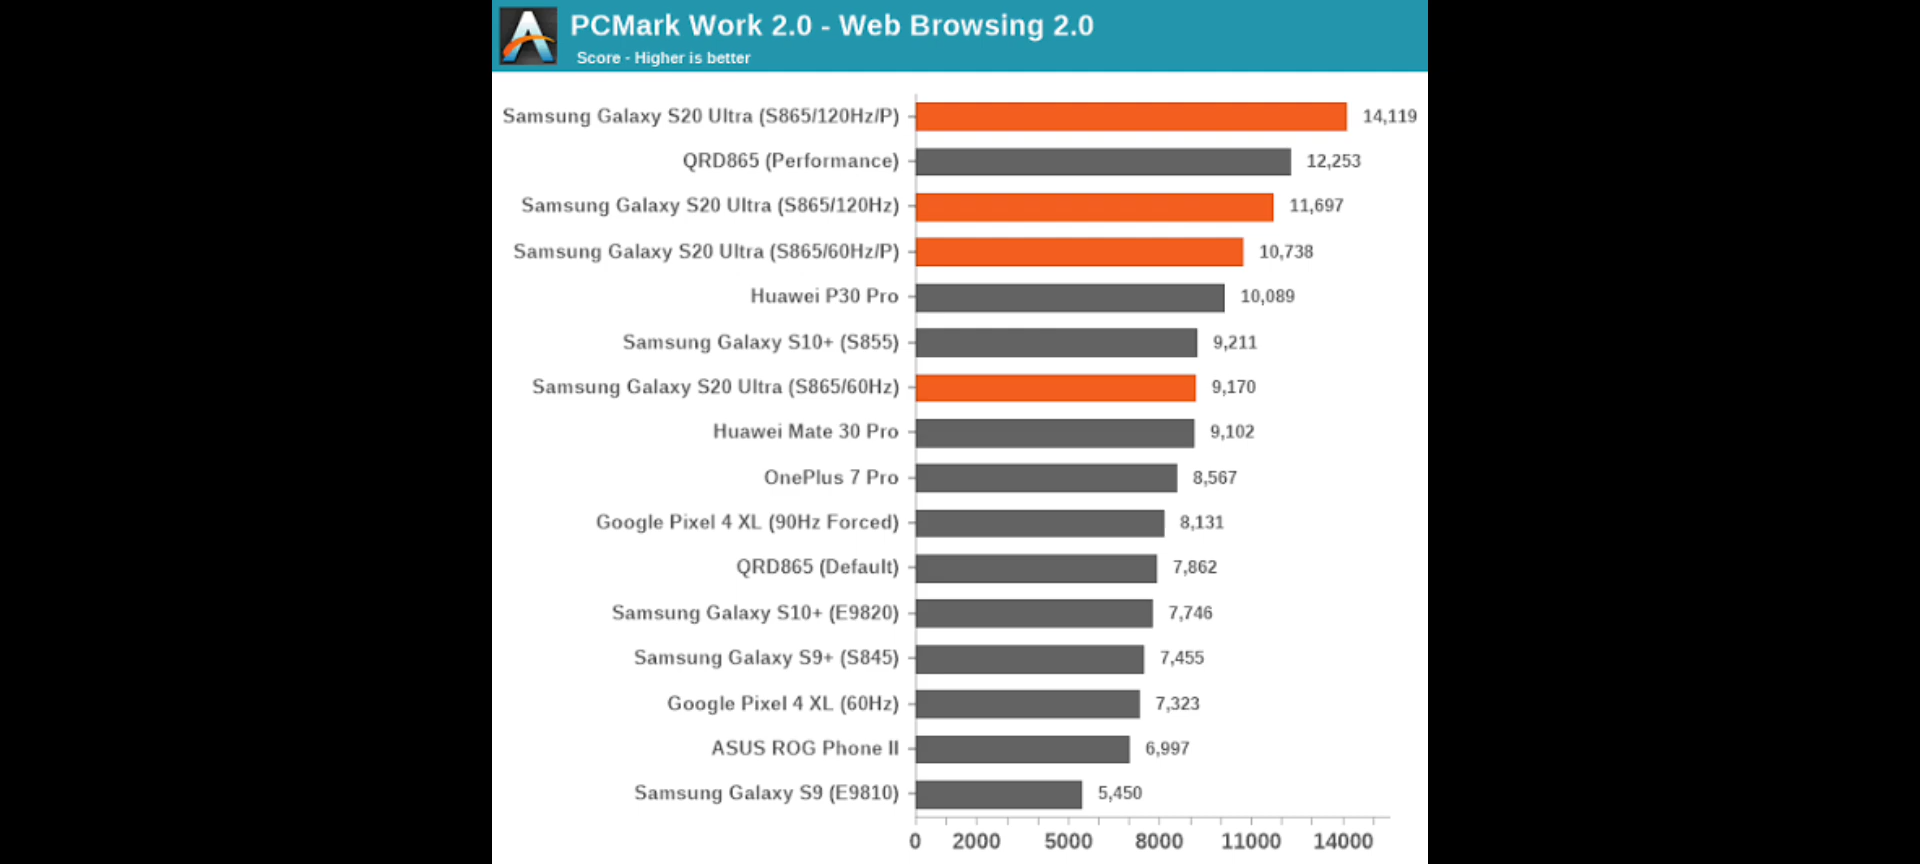 PCMark Work 2.0 - Web Browsing 2.0
Score - Higher is better
Samsung Galaxy S20 Ultra (S865/120Hz/P) 14,119
QRD865 (Performance) 12,253
Samsung Galaxy S20 Ultra (S865/120Hz) 11,697
Samsung Galaxy S20 Ultra (S865/60Hz/P) 10,738
Huawei P30 Pro 10,089
Samsung Galaxy S10+ (S855) 9,211
Samsung Galaxy S20 Ultra (S865/60Hz) 9,170
Huawei Mate 30 Pro 9,102
OnePlus 7 Pro 8,567
Google Pixel 4 XL (90Hz Forced) 8,131
QRD865 (Default) 7,862
Samsung Galaxy S10+ (E9820) 7,746
Samsung Galaxy S9+ (S845) 7,455
Google Pixel 4 XL (60Hz) 7,323
ASUS ROG Phone II 6,997
Samsung Galaxy S9 (E9810) 5,450
0 2000 5000 8000 11000 14000